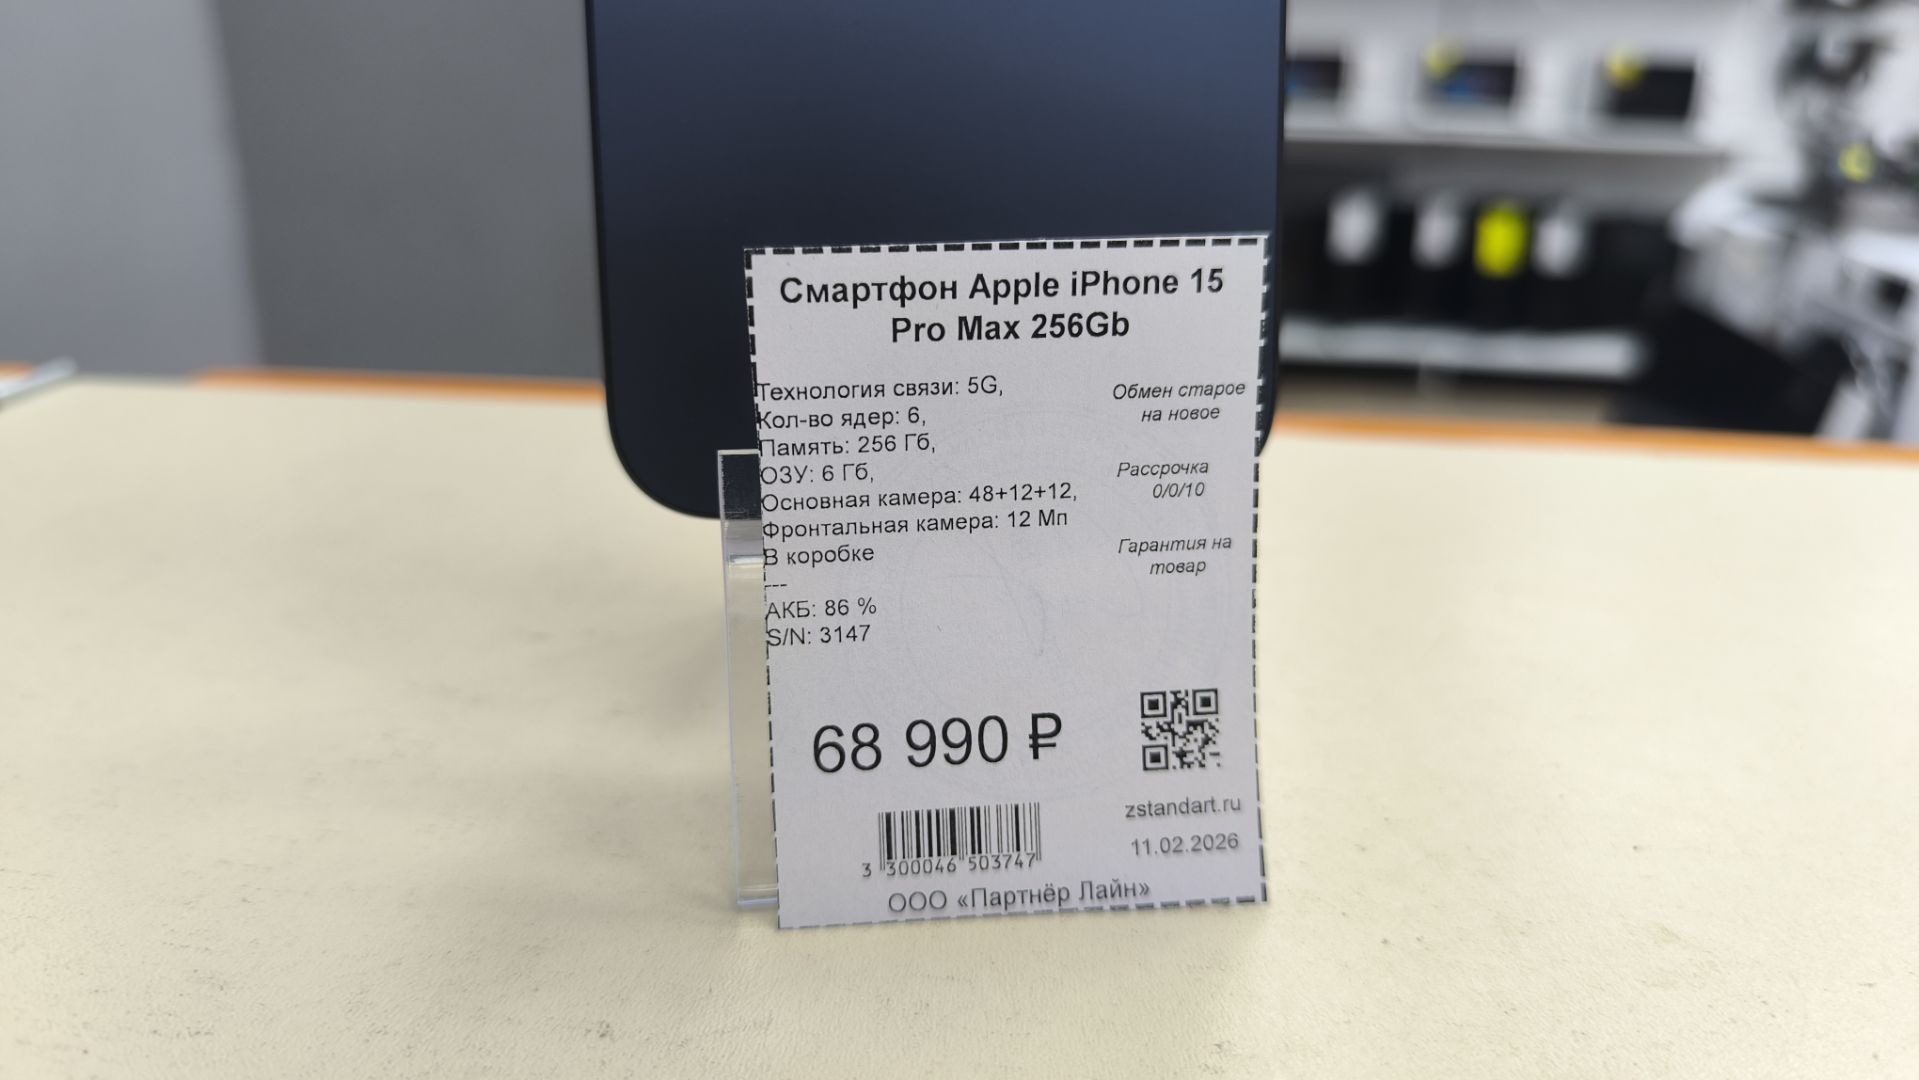 Смартфон Apple iPhone 15
Pro Max 256Gb
Технология связи: 5G,
Кол-во ядер: 6,
Память: 256 Гб,
ОЗУ: 6 Гб,
Основная камера: 48+12+12,
Фронтальная камера: 12 Мп
В коробке
---
АКБ: 86 %
S/N: 3147
Обмен старое
на новое
Рассрочка
0/0/10
Гарантия на
товар
68 990 ₽
zstandart.ru
11.02.2026
3 300046 503747
ООО «Партнёр Лайн»